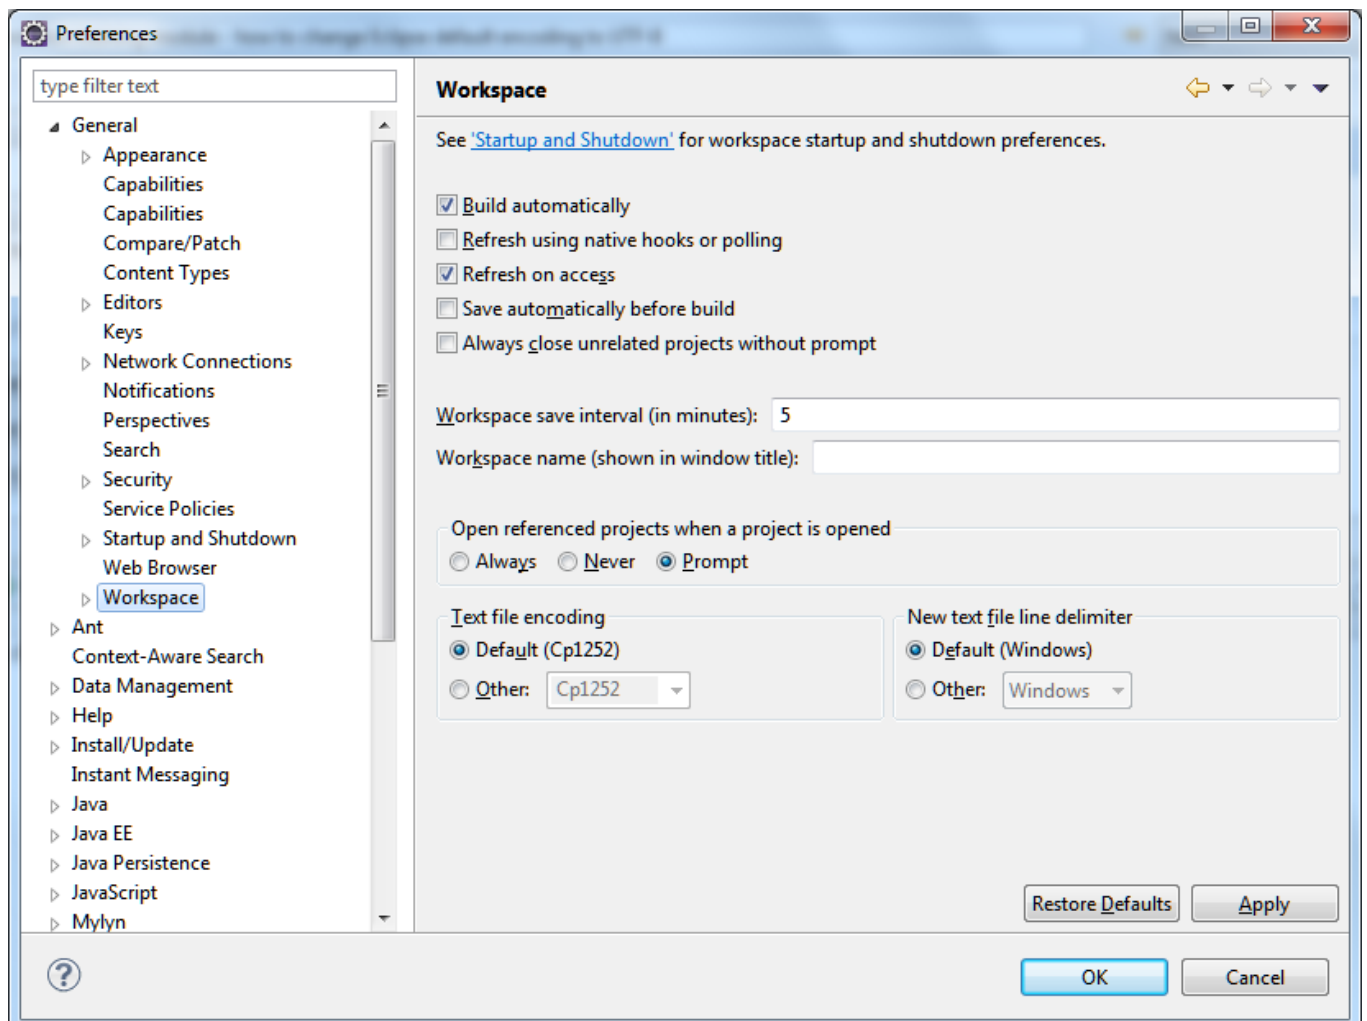 Preferences
type filter text
General
Appearance
Capabilities
Capabilities
Compare/Patch
Content Types
Editors
Keys
Network Connections
Notifications
Perspectives
Search
Security
Service Policies
Startup and Shutdown
Web Browser
Workspace
Ant
Context-Aware Search
Data Management
Help
Install/Update
Instant Messaging
Java
Java EE
Java Persistence
JavaScript
Mylyn
Workspace
See 'Startup and Shutdown' for workspace startup and shutdown preferences.
Build automatically
Refresh using native hooks or polling
Refresh on access
Save automatically before build
Always close unrelated projects without prompt
Workspace save interval (in minutes): 5
Workspace name (shown in window title):
Open referenced projects when a project is opened
Always Never Prompt
Text file encoding
Default (Cp1252)
Other: Cp1252
New text file line delimiter
Default (Windows)
Other: Windows
Restore Defaults Apply
OK Cancel